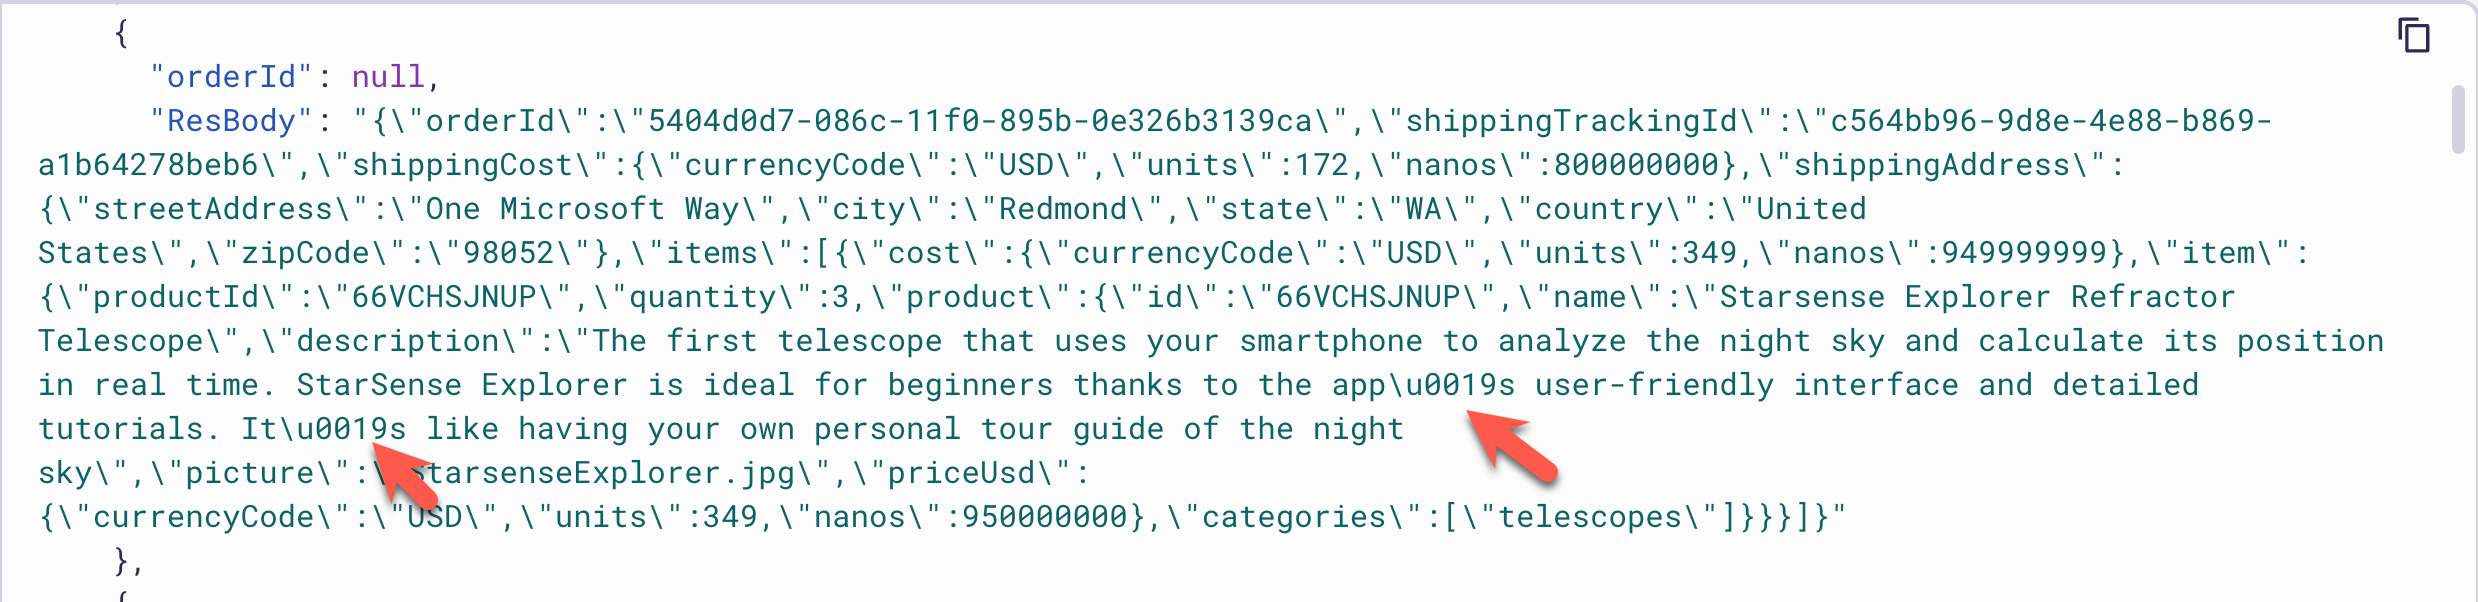 {
"orderId": null,
"ResBody": "{\"orderId\":\"5404d0d7-086c-11f0-895b-0e326b3139ca\",\"shippingTrackingId\":\"c564bb96-9d8e-4e88-b869-
a1b64278beb6\",\"shippingCost\":{\"currencyCode\":\"USD\",\"units\":172,\"nanos\":800000000},\"shippingAddress\":
{\"streetAddress\":\"One Microsoft Way\",\"city\":\"Redmond\",\"state\":\"WA\",\"country\":\"United
States\",\"zipCode\":\"98052\"},\"items\":[{\"cost\":{\"currencyCode\":\"USD\",\"units\":349,\"nanos\":949999999},\"item\":
{\"productId\":\"66VCHSJNUP\",\"quantity\":3,\"product\":{\"id\":\"66VCHSJNUP\",\"name\":\"Starsense Explorer Refractor
Telescope\",\"description\":\"The first telescope that uses your smartphone to analyze the night sky and calculate its position
in real time. StarSense Explorer is ideal for beginners thanks to the app\u0019s user-friendly interface and detailed
tutorials. It\u0019s like having your own personal tour guide of the night
sky\",\"picture\":\"StarsenseExplorer.jpg\",\"priceUsd\":
{\"currencyCode\":\"USD\",\"units\":349,\"nanos\":950000000},\"categories\":[\"telescopes\"]}}}]}"
},
{